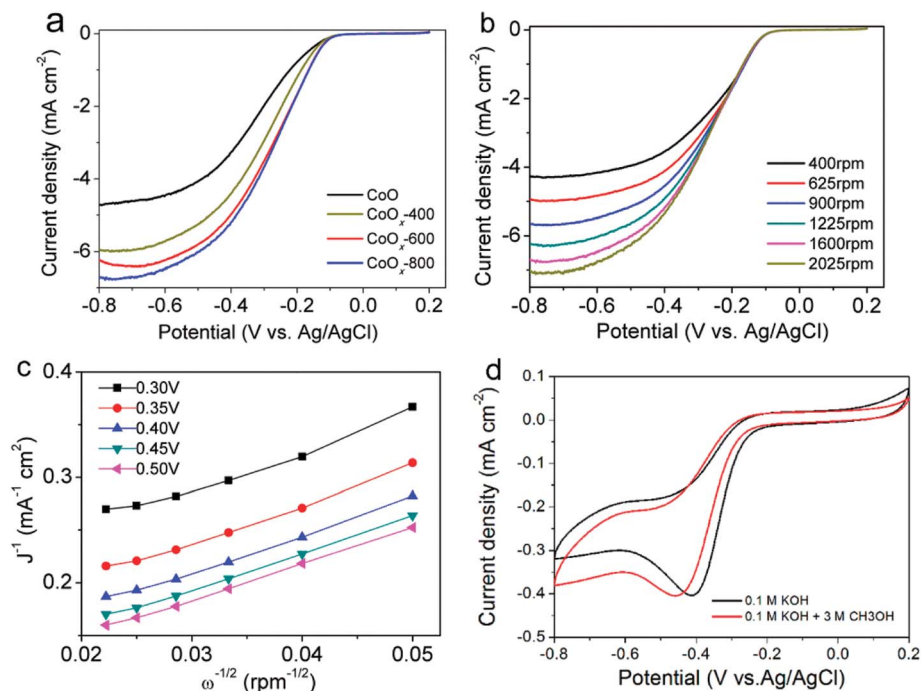 a
0
-2
-4
-6
-0.8 -0.6 -0.4 -0.2 0.0 0.2
Current density (mA cm⁻²)
Potential (V vs. Ag/AgCl)
CoO
CoOₓ-400
CoOₓ-600
CoOₓ-800
b
0
-2
-4
-6
-0.8 -0.6 -0.4 -0.2 0.0 0.2
Current density (mA cm⁻²)
Potential (V vs. Ag/AgCl)
400rpm
625rpm
900rpm
1225rpm
1600rpm
2025rpm
c
0.4
0.3
0.2
0.02 0.03 0.04 0.05
J⁻¹ (mA⁻¹ cm²)
ω⁻¹/² (rpm⁻¹/²)
0.30V
0.35V
0.40V
0.45V
0.50V
d
0.1
0.0
-0.1
-0.2
-0.3
-0.4
-0.5
-0.8 -0.6 -0.4 -0.2 0.0 0.2
Current density (mA cm⁻²)
Potential (V vs.Ag/AgCl)
0.1 M KOH
0.1 M KOH + 3 M CH3OH